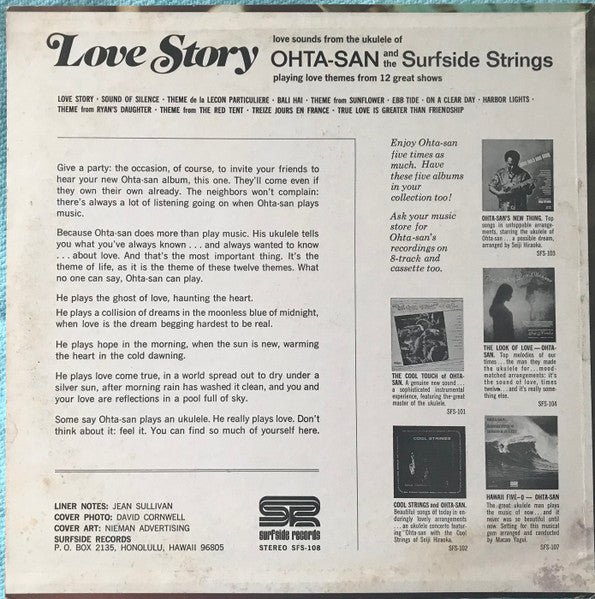 Love Story
love sounds from the ukulele of
OHTA-SAN and the Surfside Strings
playing love themes from 12 great shows
LOVE STORY · SOUND OF SILENCE · THEME de la LECON PARTICULIERE · BALI HAI · THEME from SUNFLOWER · EBB TIDE · ON A CLEAR DAY · HARBOR LIGHTS ·
THEME from RYAN'S DAUGHTER · THEME from THE RED TENT · TREIZE JOURS EN FRANCE · TRUE LOVE IS GREATER THAN FRIENDSHIP
Give a party: the occasion, of course, to invite your friends to
hear your new Ohta-san album, this one. They'll come even if
they own their own already. The neighbors won't complain:
there's always a lot of listening going on when Ohta-san plays
music.
Because Ohta-san does more than play music. His ukulele tells
you what you've always known . . . and always wanted to know
. . . about love. And that's the most important thing. It's the
theme of life, as it is the theme of these twelve themes. What
no one can say, Ohta-san can play.
He plays the ghost of love, haunting the heart.
He plays a collision of dreams in the moonless blue of midnight,
when love is the dream begging hardest to be real.
He plays hope in the morning, when the sun is new, warming
the heart in the cold dawning.
He plays love come true, in a world spread out to dry under a
silver sun, after morning rain has washed it clean, and you and
your love are reflections in a pool full of sky.
Some say Ohta-san plays an ukulele. He really plays love. Don't
think about it: feel it. You can find so much of yourself here.
LINER NOTES: JEAN SULLIVAN
COVER PHOTO: DAVID CORNWELL
COVER ART: NIEMAN ADVERTISING
SURFSIDE RECORDS
P. O. BOX 2135, HONOLULU, HAWAII 96805
surfside records
STEREO SFS-108
Enjoy Ohta-san
five times as
much. Have
these five albums
in your
collection too!
Ask your music
store for
Ohta-san's
recordings on
8-track and
cassette too.
OHTA-SAN'S NEW THING. Top
songs in unstoppable arrange-
ments, starring the ukulele of
Ohta-san . . . a possible dream,
arranged by Seiji Hiraoka.
SFS-103
THE COOL TOUCH of OHTA-
SAN. A genuine new sound . . .
a sophisticated instrumental
experience, featuring the great
master of the ukulele.
SFS-101
THE LOOK OF LOVE — OHTA-
SAN. Top melodies of our
times . . . the man they made
the ukulele for . . . mood-
matched arrangements: it's
the sound of love, times
twelve . . . and it's really some-
thing else.
SFS-104
COOL STRINGS
COOL STRINGS and OHTA-SAN.
Beautiful songs of today in en-
duringly lovely arrangements
. . . an ukulele concerto featur-
ing Ohta-san with the Cool
Strings of Seiji Hiraoka.
SFS-102
HAWAII FIVE-O — OHTA-SAN
The great ukulele man plays
the music of now . . . and it
never was so beautiful until
now. Setting for this musical
gem arranged and conducted
by Masao Yagui.
SFS-107